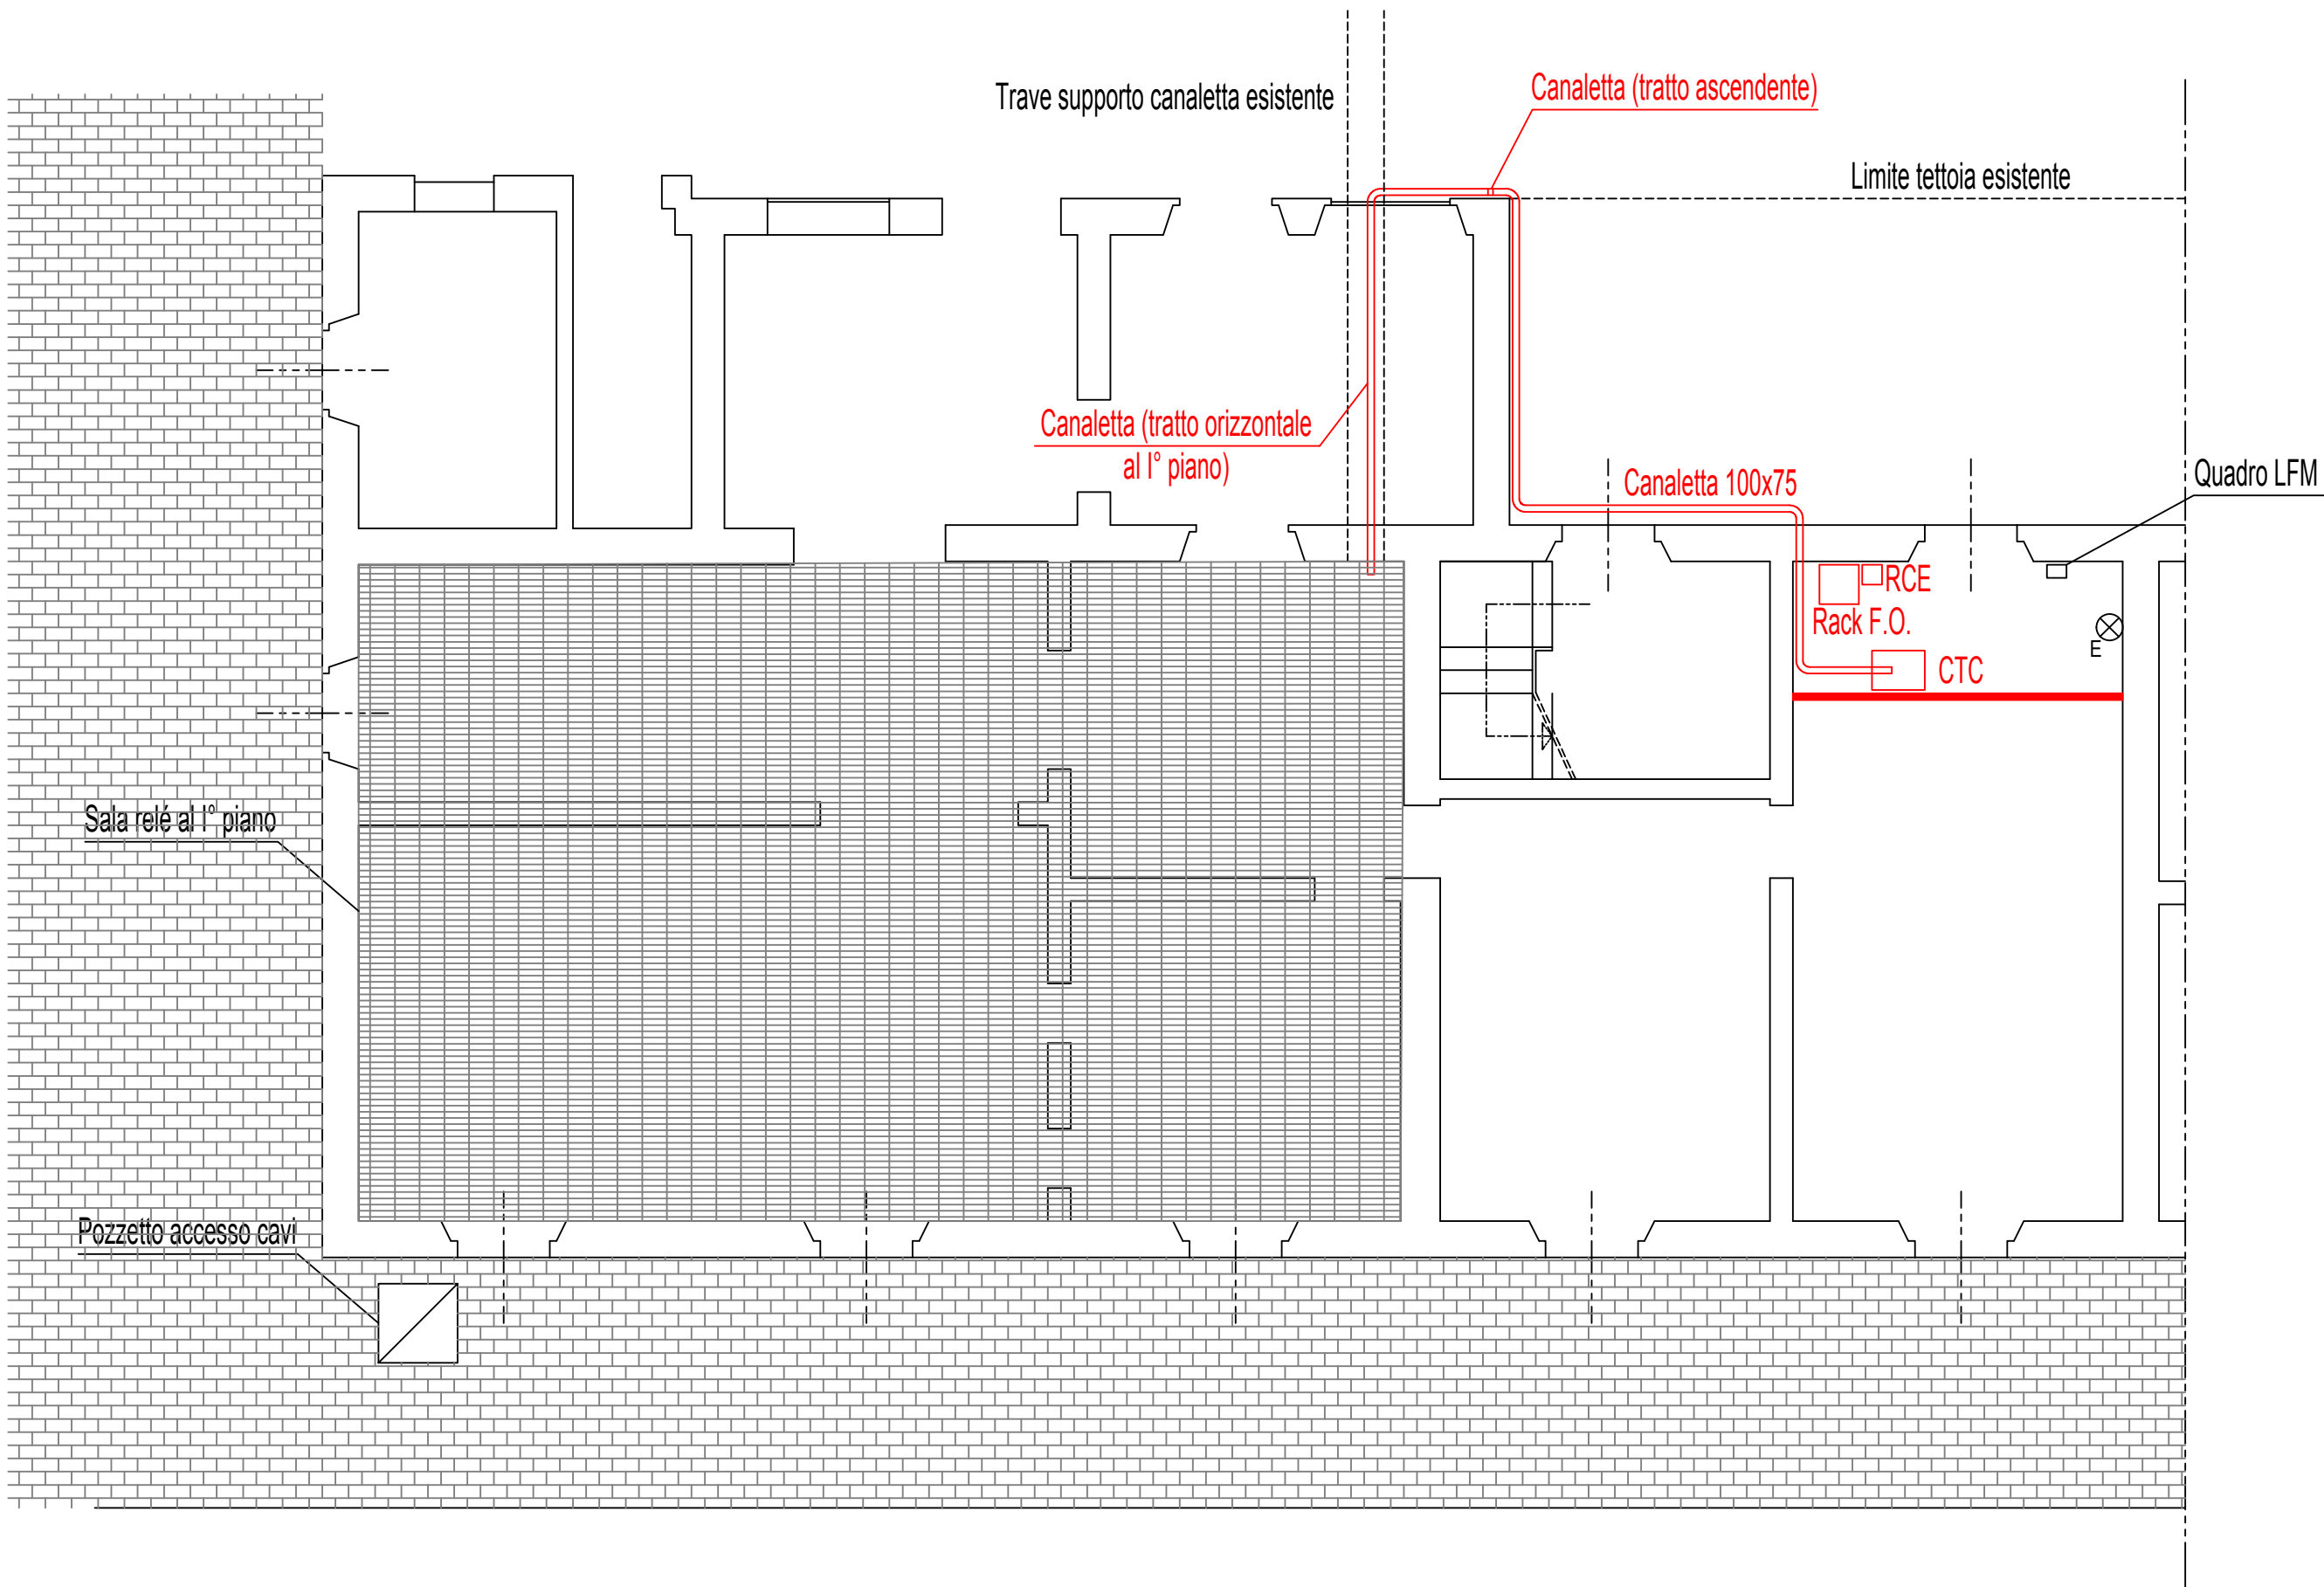 Canaletta (tratto ascendente)
Trave supporto canaletta esistente
Limite tettoia esistente
Canaletta (tratto orizzontale
al I° piano)
Quadro LFM
Canaletta 100x75
RCE
Rack F.O.
E
CTC
Sala relé al I° piano
Pozzetto accesso cavi